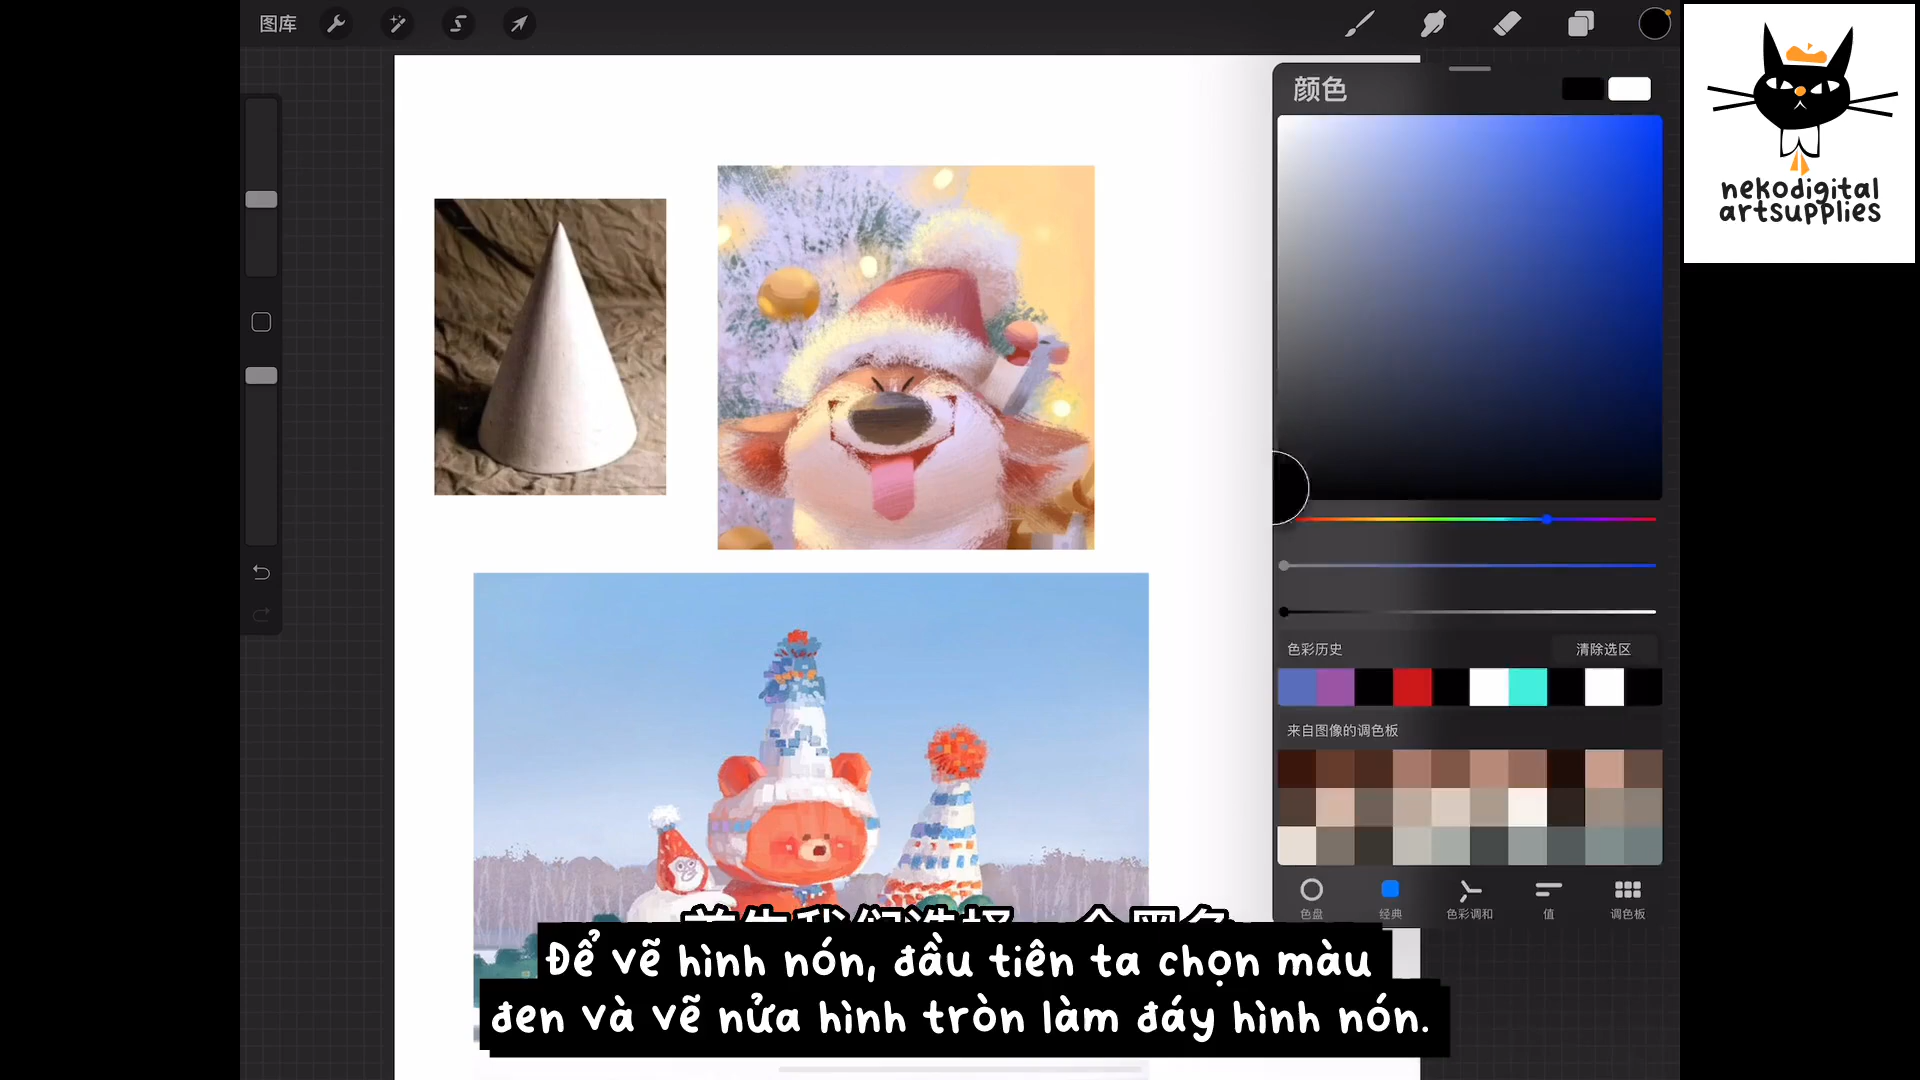 图库
颜色
nekodigital
artsupplies
色彩历史
清除选区
来自图像的调色板
色盘
经典
色彩调和
值
调色板
Để vẽ hình nón, đầu tiên ta chọn màu
đen và vẽ nửa hình tròn làm đáy hình nón.